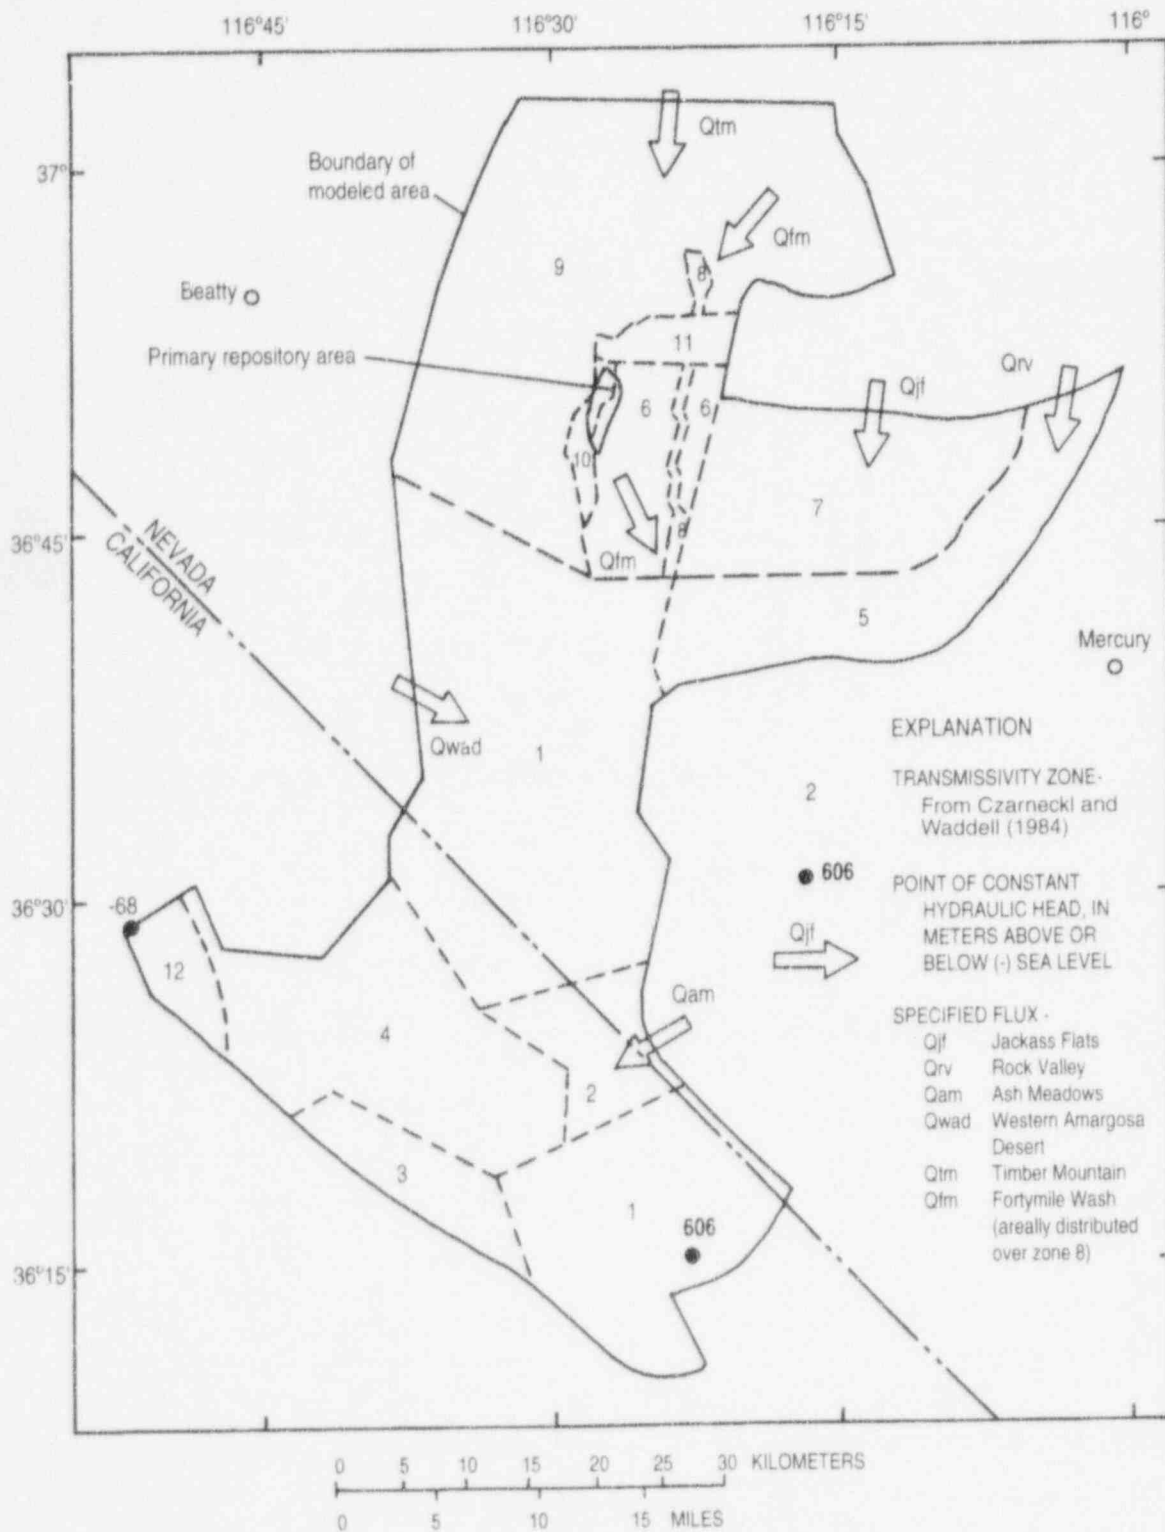 116°45'
116°30'
116°15'
116°
37°
36°45'
36°30'
36°15'
Qtm
Boundary of
modeled area
Qfm
9
8
Beatty
11
Primary repository area
Qrv
Qjf
6
6
10
7
8
Qfm
NEVADA
CALIFORNIA
5
Mercury
Qwad
1
-68
12
4
Qam
2
3
1
606
EXPLANATION
2
TRANSMISSIVITY ZONE-
From Czarneckl and
Waddell (1984)
606
POINT OF CONSTANT
HYDRAULIC HEAD, IN
METERS ABOVE OR
BELOW (-) SEA LEVEL
Qjf
SPECIFIED FLUX -
Qjf Jackass Flats
Qrv Rock Valley
Qam Ash Meadows
Qwad Western Amargosa
Desert
Qtm Timber Mountain
Qfm Fortymile Wash
(areally distributed
over zone 8)
0 5 10 15 20 25 30 KILOMETERS
0 5 10 15 MILES